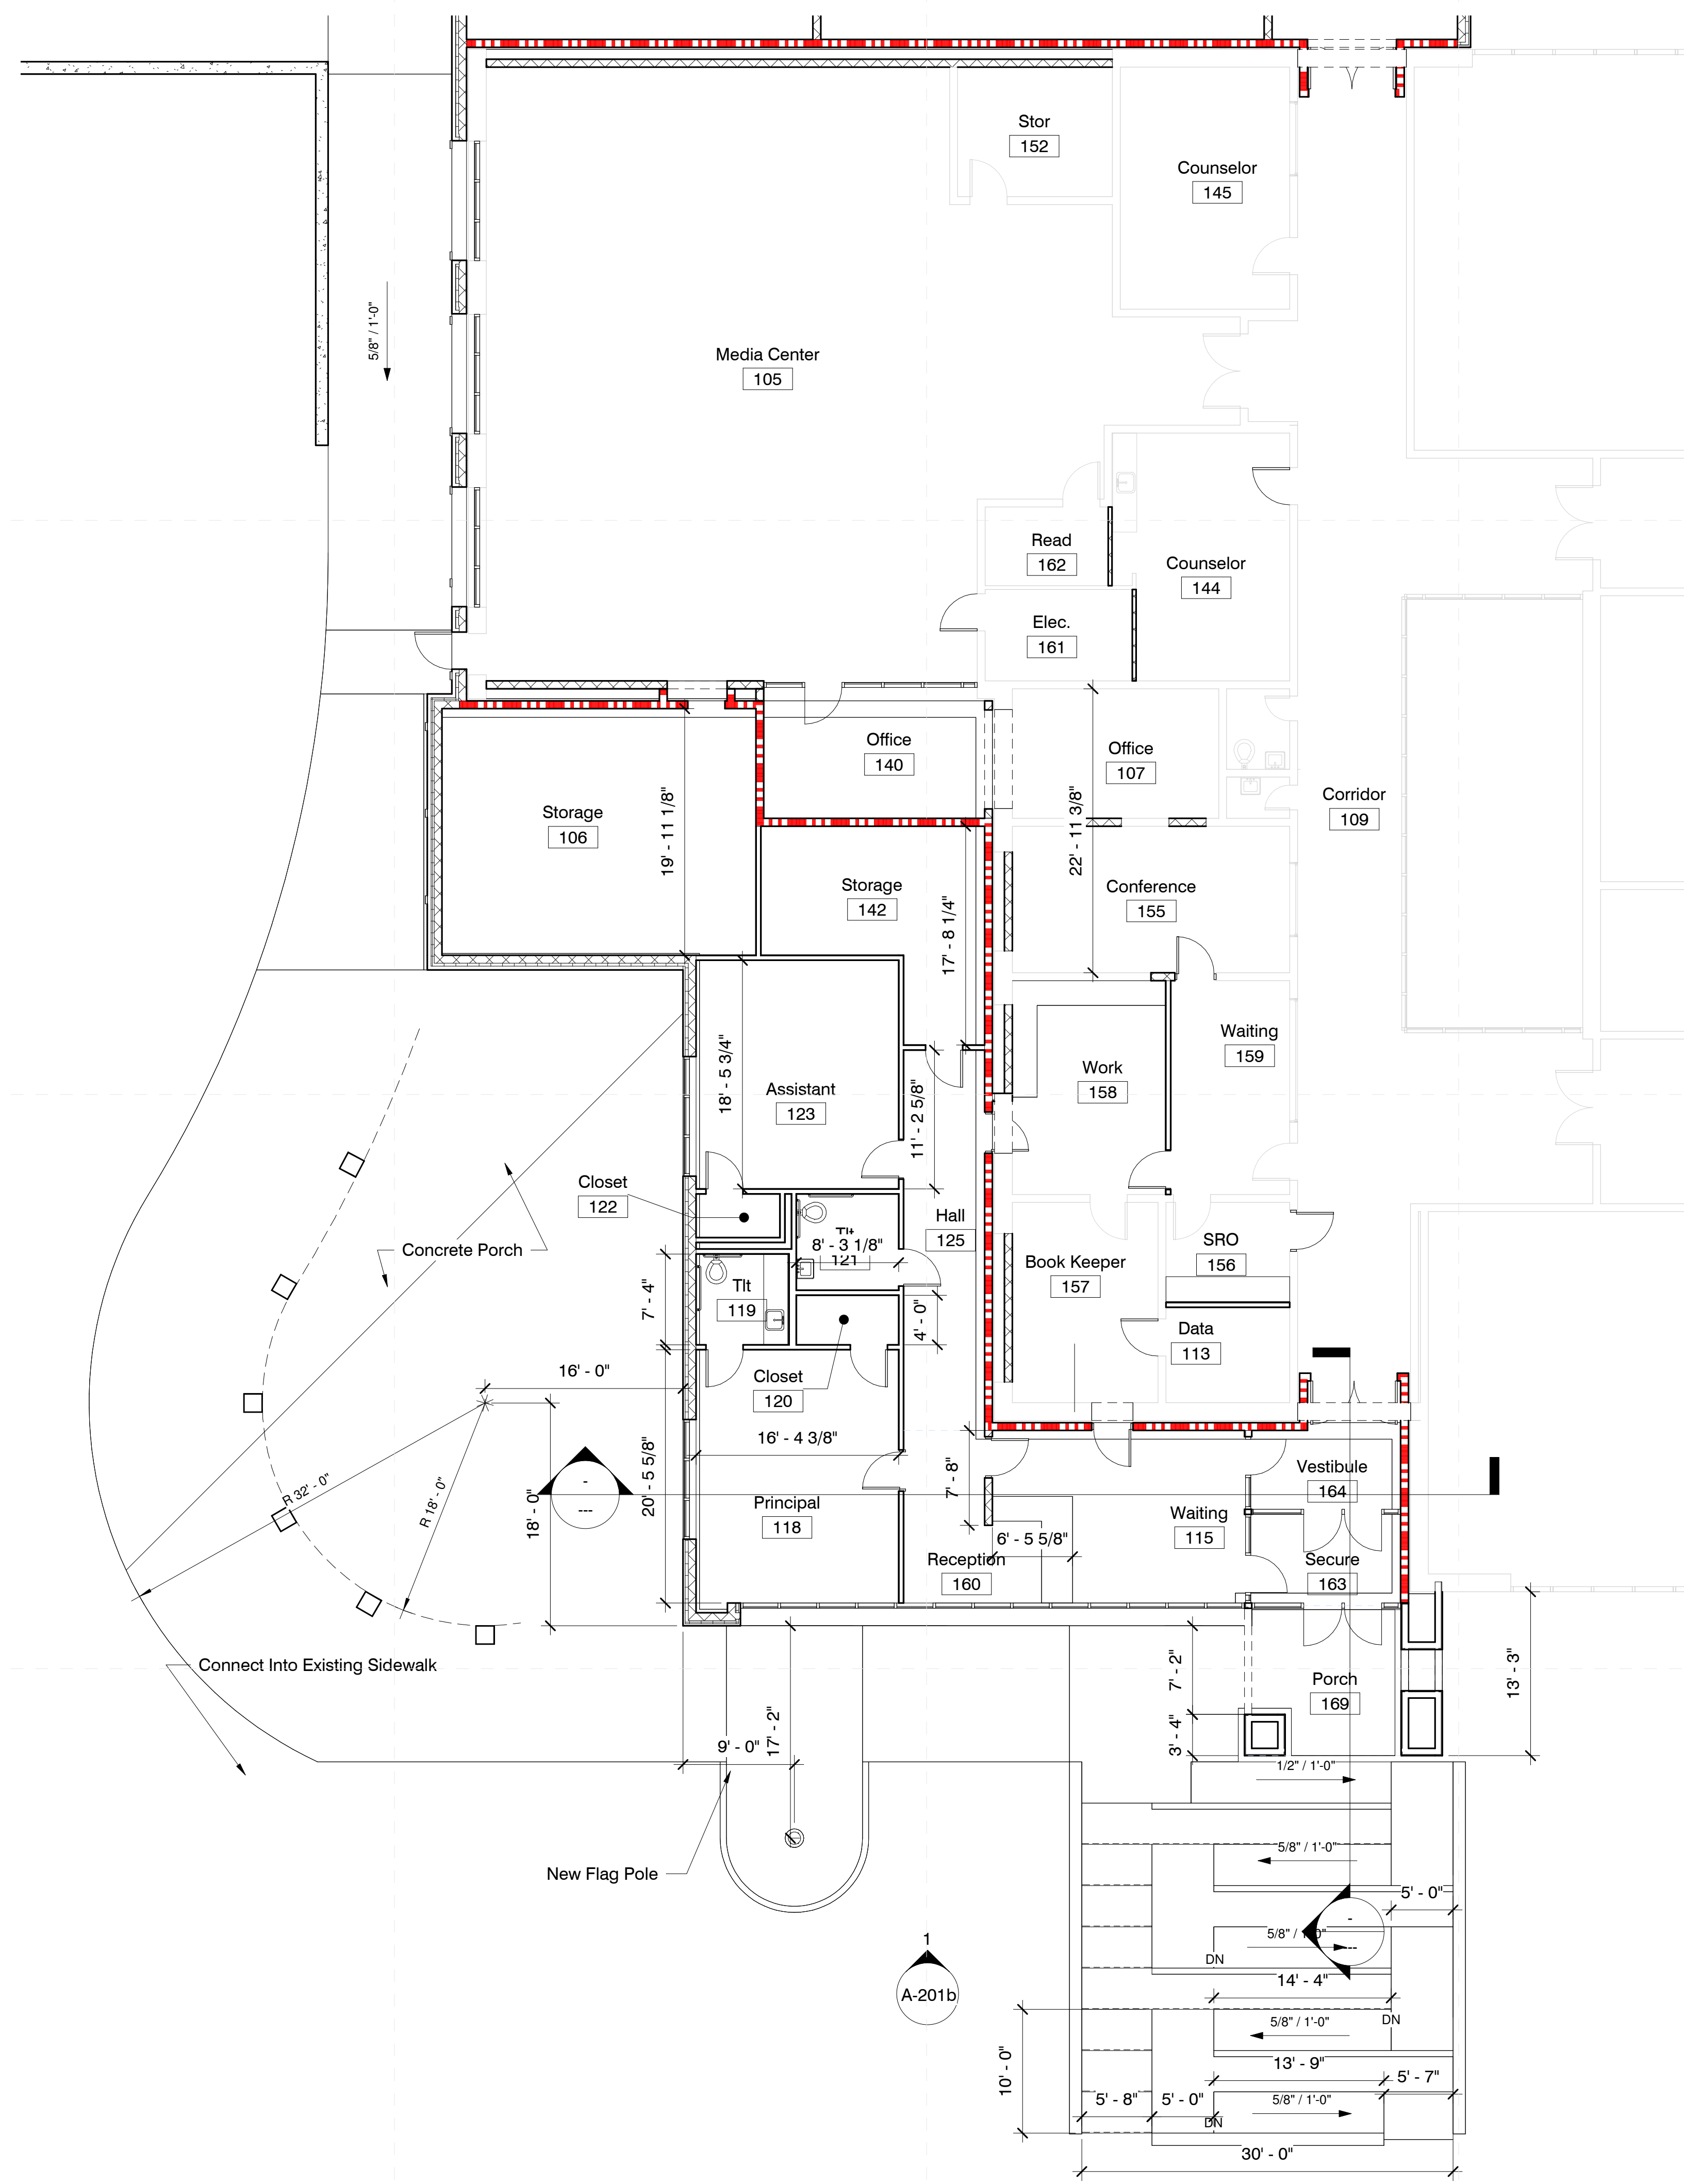 Stor
152
Counselor
145
5/8" / 1'-0"
Media Center
105
Read
162
Counselor
144
Elec.
161
Office
140
Office
107
Corridor
109
Storage
106
19' - 11 1/8"
22' - 11 3/8"
Storage
142
17' - 8 1/4"
Conference
155
Waiting
159
Work
158
18' - 5 3/4"
Assistant
123
11' - 2 5/8"
Closet
122
Hall
125
Concrete Porch
8' - 3 1/8"
121
Book Keeper
157
SRO
156
7' - 4"
Tlt
119
4' - 0"
Data
113
16' - 0"
Closet
120
16' - 4 3/8"
20' - 5 5/8"
7' - 8"
Vestibule
164
R 32' - 0"
R 18' - 0"
18' - 0"
-
---
Principal
118
Waiting
115
6' - 5 5/8"
Reception
160
Secure
163
Connect Into Existing Sidewalk
7' - 2"
Porch
169
13' - 3"
3' - 4"
9' - 0"
17' - 2"
1/2" / 1'-0"
5/8" / 1'-0"
New Flag Pole
5' - 0"
1
A-201b
-
---
5/8" / 1'-0"
DN
14' - 4"
5/8" / 1'-0"
DN
10' - 0"
13' - 9"
5' - 7"
5' - 8"
5' - 0"
5/8" / 1'-0"
DN
30' - 0"